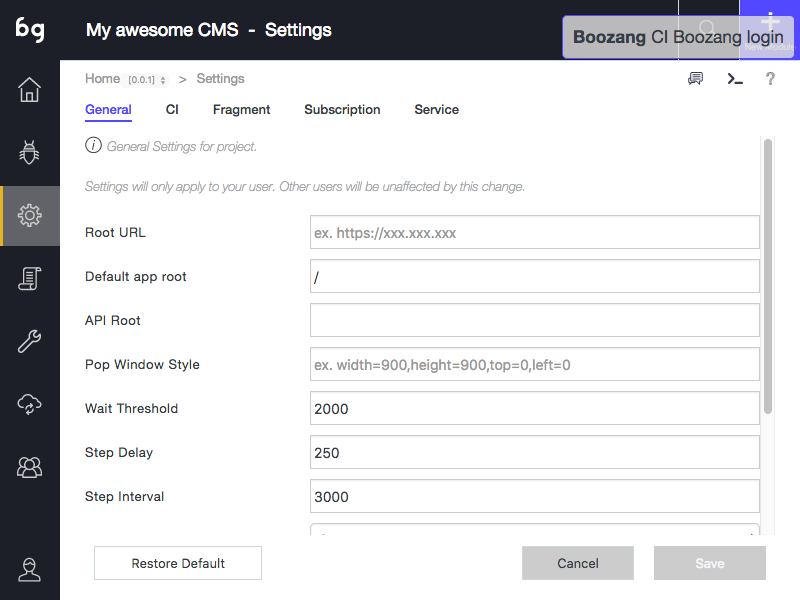 bg
My awesome CMS - Settings
Boozang CI Boozang login
New Module
Home [0.0.1] > Settings
?
General CI Fragment Subscription Service
General Settings for project.
Settings will only apply to your user. Other users will be unaffected by this change.
Root URL ex. https://xxx.xxx.xxx
Default app root /
API Root
Pop Window Style ex. width=900,height=900,top=0,left=0
Wait Threshold 2000
Step Delay 250
Step Interval 3000
Restore Default Cancel Save